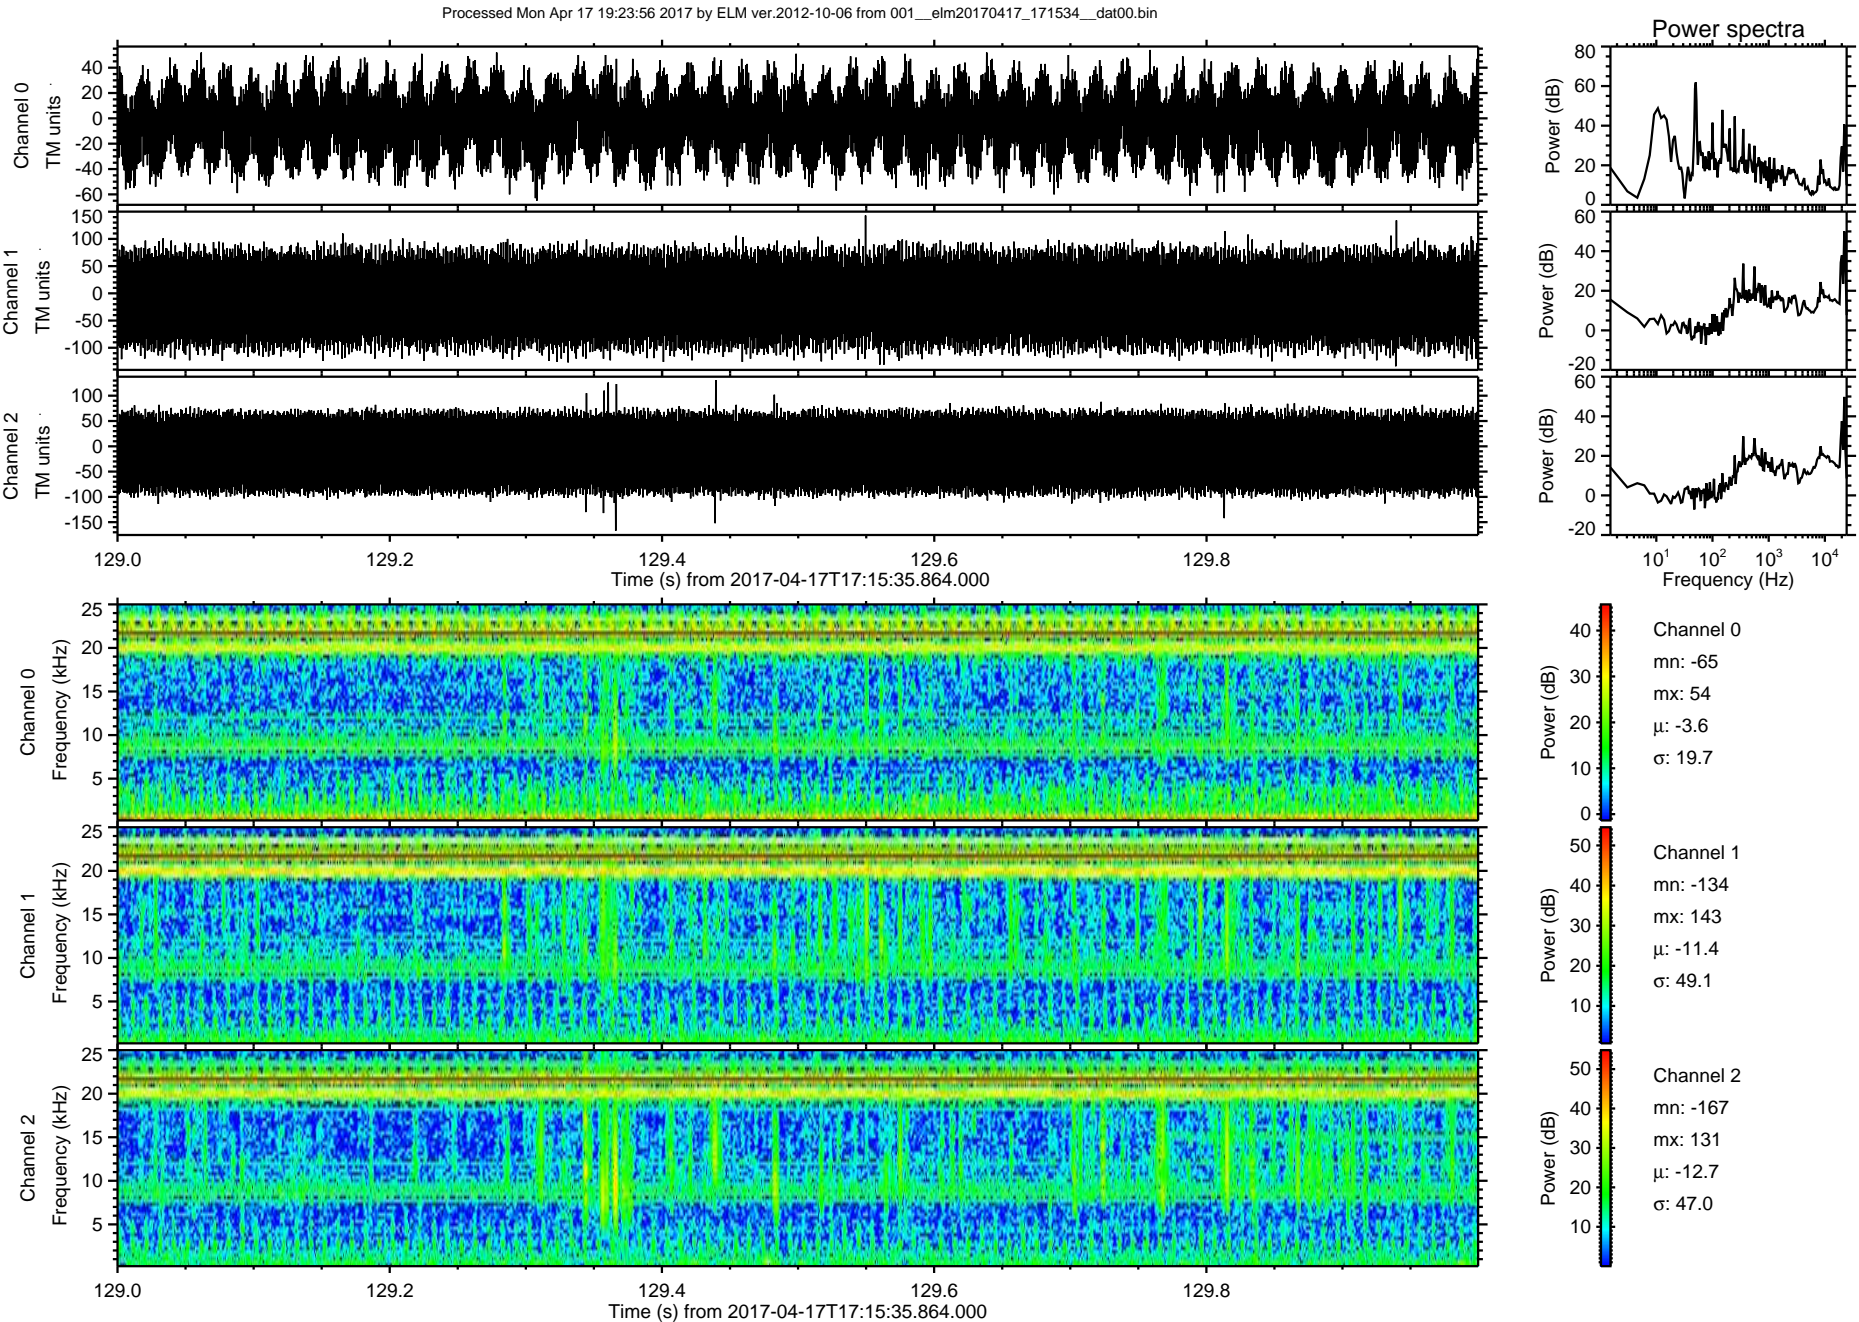 Processed Mon Apr 17 19:23:56 2017 by ELM ver.2012-10-06 from 001__elm20170417_171534__dat00.bin
Power spectra
Channel 0
TM units
40
20
0
-20
-40
-60
Power (dB)
80
60
40
20
0
Channel 1
TM units
150
100
50
0
-50
-100
Power (dB)
60
40
20
0
-20
Channel 2
TM units
100
50
0
-50
-100
-150
Power (dB)
60
40
20
0
-20
129.0 129.2 129.4 129.6 129.8
Time (s) from 2017-04-17T17:15:35.864.000
10¹ 10² 10³ 10⁴
Frequency (Hz)
Channel 0
Frequency (kHz)
25
20
15
10
5
Power (dB)
40
30
20
10
0
Channel 0
mn: -65
mx: 54
μ: -3.6
σ: 19.7
Channel 1
Frequency (kHz)
25
20
15
10
5
Power (dB)
50
40
30
20
10
Channel 1
mn: -134
mx: 143
μ: -11.4
σ: 49.1
Channel 2
Frequency (kHz)
25
20
15
10
5
Power (dB)
50
40
30
20
10
Channel 2
mn: -167
mx: 131
μ: -12.7
σ: 47.0
129.0 129.2 129.4 129.6 129.8
Time (s) from 2017-04-17T17:15:35.864.000